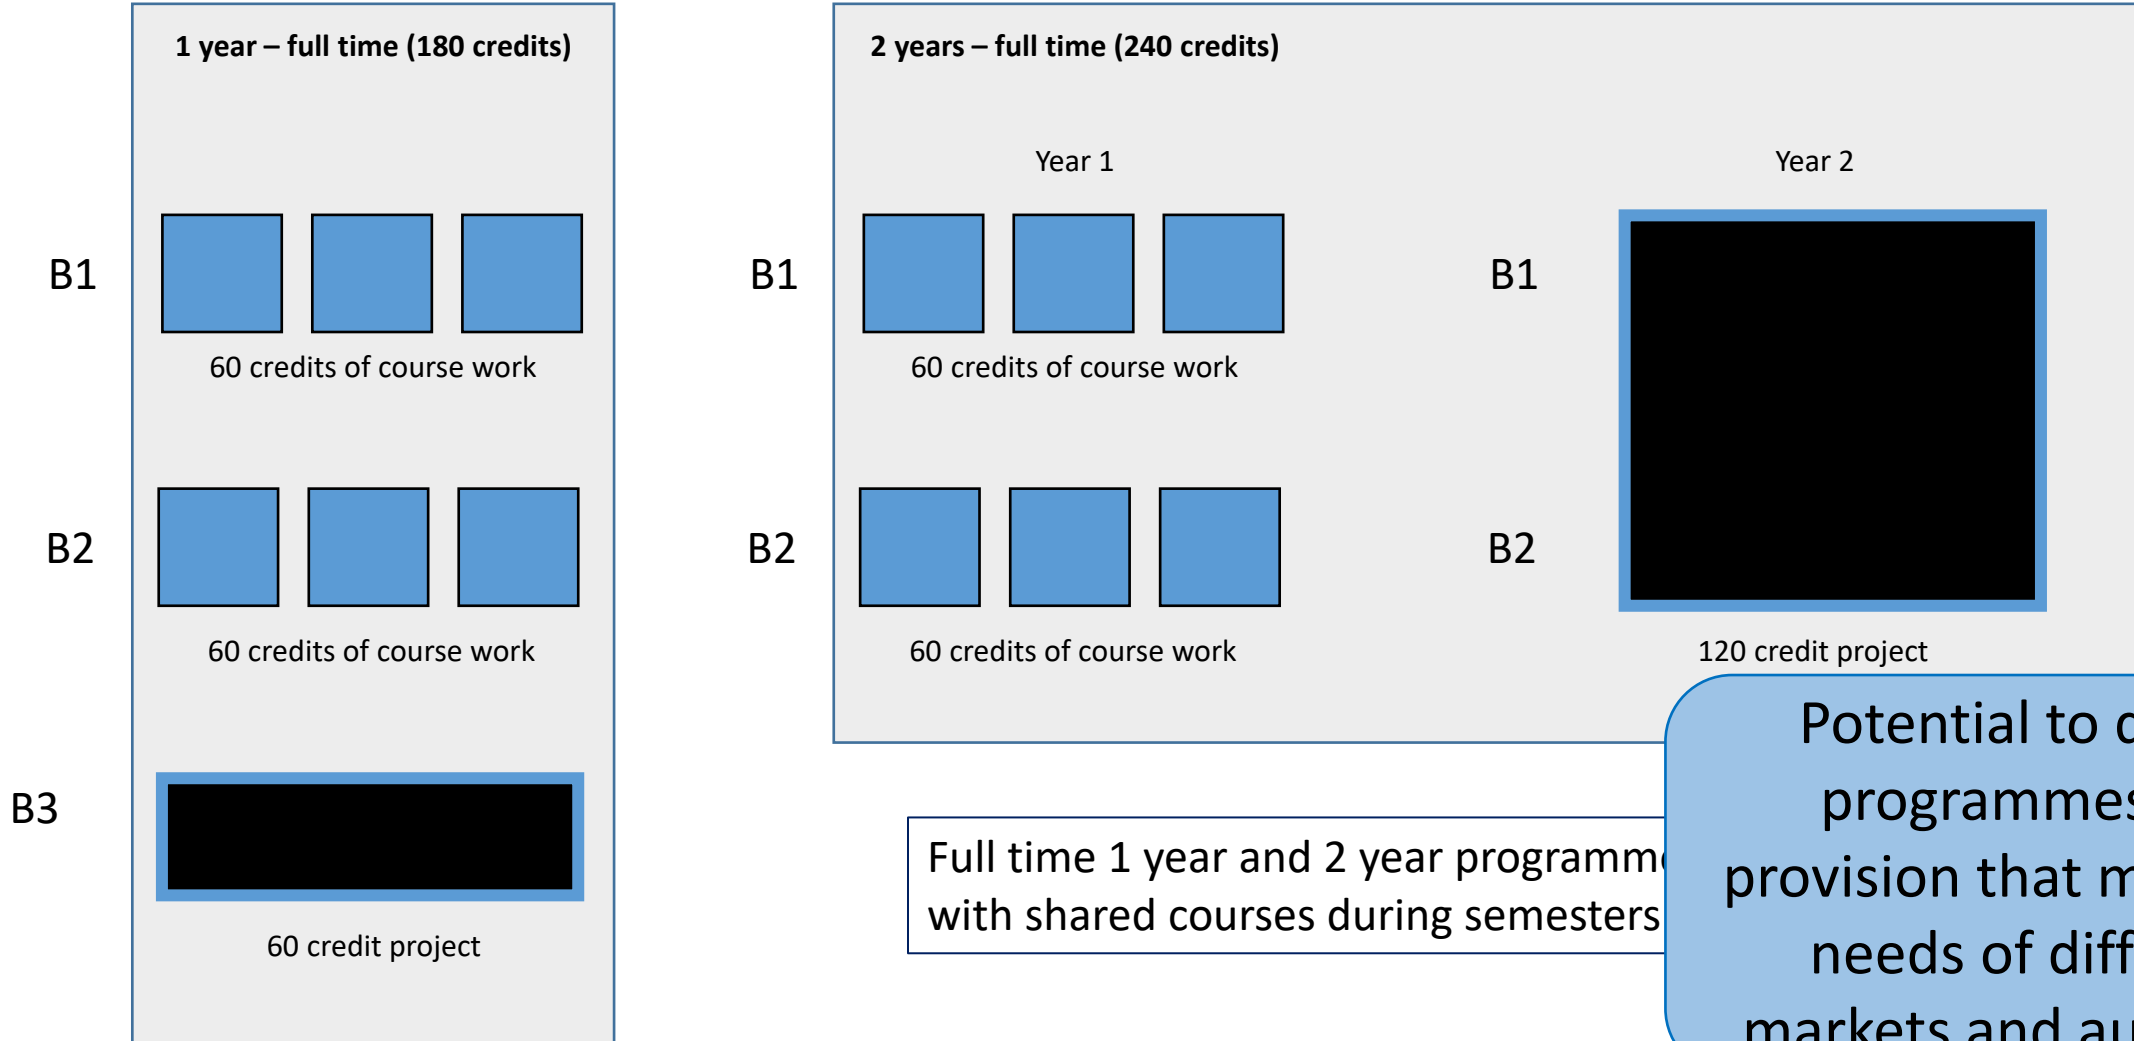 1 year – full time (180 credits)
B1
60 credits of course work
B2
60 credits of course work
B3
60 credit project
2 years – full time (240 credits)
Year 1
Year 2
B1
60 credits of course work
B1
B2
60 credits of course work
B2
120 credit project
Full time 1 year and 2 year
with shared courses during semesters
Potential to
provision that
needs of
markets and